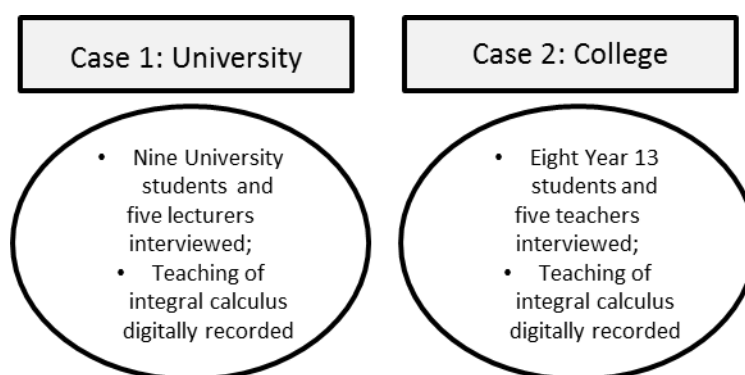 Case 1: University
• Nine University
students and
five lecturers
interviewed;
• Teaching of
integral calculus
digitally recorded
Case 2: College
• Eight Year 13
students and
five teachers
interviewed;
• Teaching of
integral calculus
digitally recorded